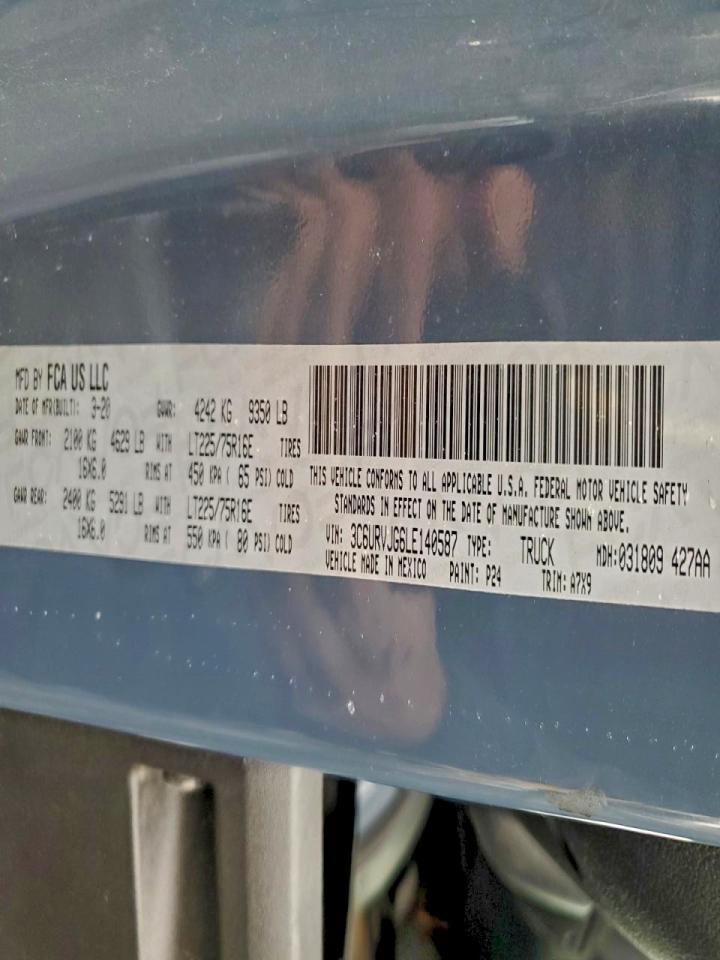 MFD BY FCA US LLC
DATE OF MFR(BUILT): 3-20 GVWR: 4242 KG 9350 LB
GAWR FRONT: 2100 KG 4629 LB WITH LT225/75R16E TIRES
16X6.0 RIMS AT 450 KPA ( 65 PSI) COLD
GAWR REAR: 2400 KG 5291 LB WITH LT225/75R16E TIRES
16X6.0 RIMS AT 550 KPA ( 80 PSI) COLD
THIS VEHICLE CONFORMS TO ALL APPLICABLE U.S.A. FEDERAL MOTOR VEHICLE SAFETY
STANDARDS IN EFFECT ON THE DATE OF MANUFACTURE SHOWN ABOVE.
VIN: 3C6URVJG6LE140587 TYPE: TRUCK MDH:031809 427AA
VEHICLE MADE IN MEXICO PAINT: P24 TRIM: A7X9